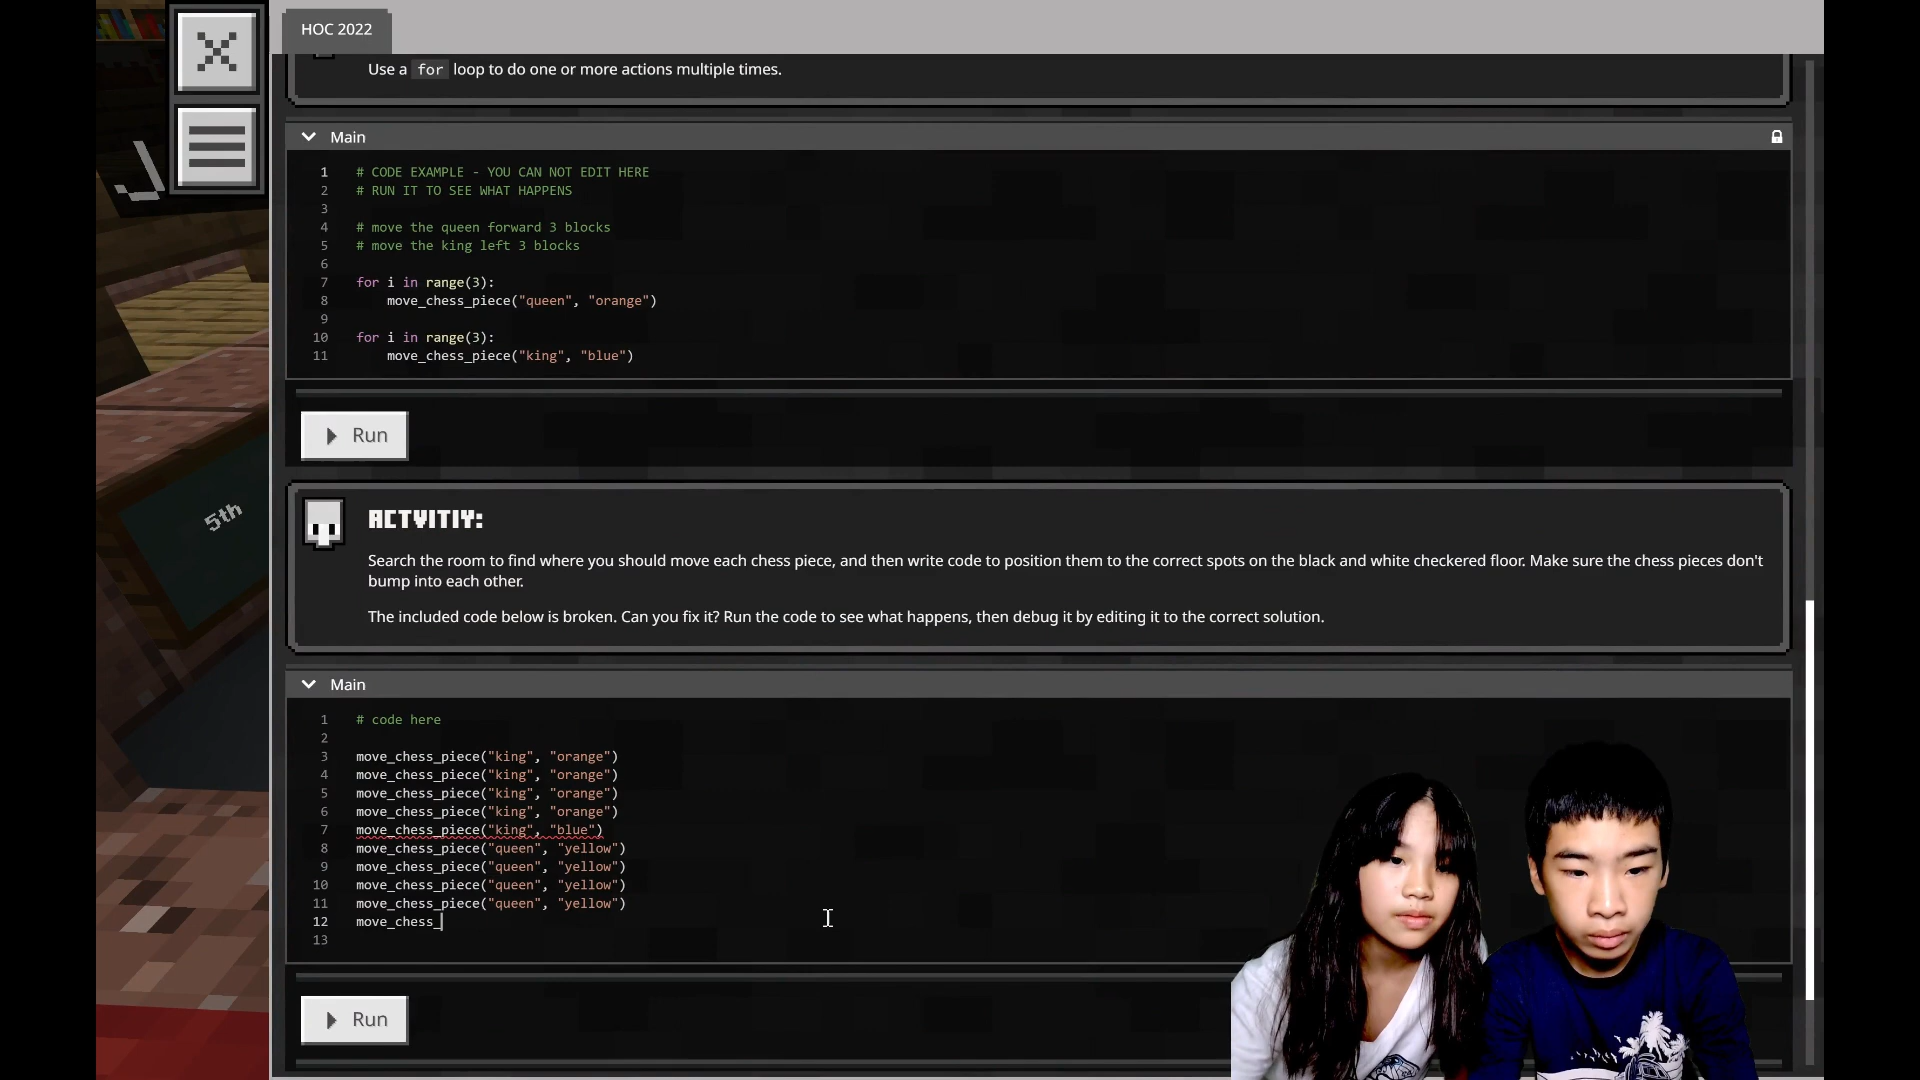 HOC 2022
Use a for loop to do one or more actions multiple times.
Main
1 # CODE EXAMPLE - YOU CAN NOT EDIT HERE
2 # RUN IT TO SEE WHAT HAPPENS
3
4 # move the queen forward 3 blocks
5 # move the king left 3 blocks
6
7 for i in range(3):
8 move_chess_piece("queen", "orange")
9
10 for i in range(3):
11 move_chess_piece("king", "blue")
Run
5th
ACTVITIY:
Search the room to find where you should move each chess piece, and then write code to position them to the correct spots on the black and white checkered floor. Make sure the chess pieces don't
bump into each other.
The included code below is broken. Can you fix it? Run the code to see what happens, then debug it by editing it to the correct solution.
Main
1 # code here
2
3 move_chess_piece("king", "orange")
4 move_chess_piece("king", "orange")
5 move_chess_piece("king", "orange")
6 move_chess_piece("king", "orange")
7 move_chess_piece("king", "blue")
8 move_chess_piece("queen", "yellow")
9 move_chess_piece("queen", "yellow")
10 move_chess_piece("queen", "yellow")
11 move_chess_piece("queen", "yellow")
12 move_chess_
13
Run